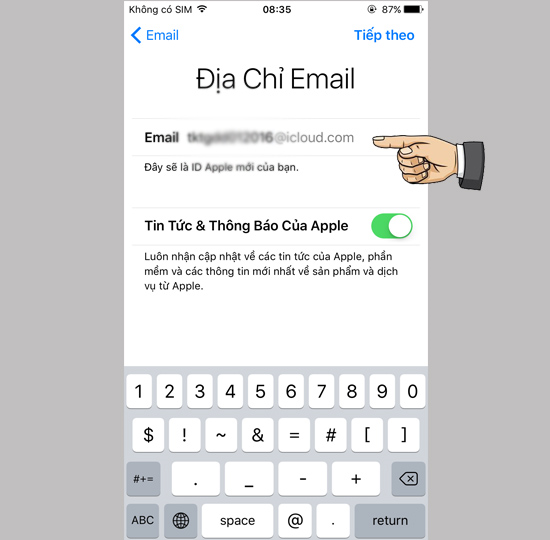 Không có SIM 08:35 87%
Email Tiếp theo
Địa Chỉ Email
Email @icloud.com
Đây sẽ là ID Apple mới của bạn.
Tin Tức & Thông Báo Của Apple
Luôn nhận cập nhật về các tin tức của Apple, phần
mềm và các thông tin mới nhất về sản phẩm và dịch
vụ từ Apple.
1 2 3 4 5 6 7 8 9 0
$ ! ~ & = # [ ]
#+= . _ - +
ABC space @ . return